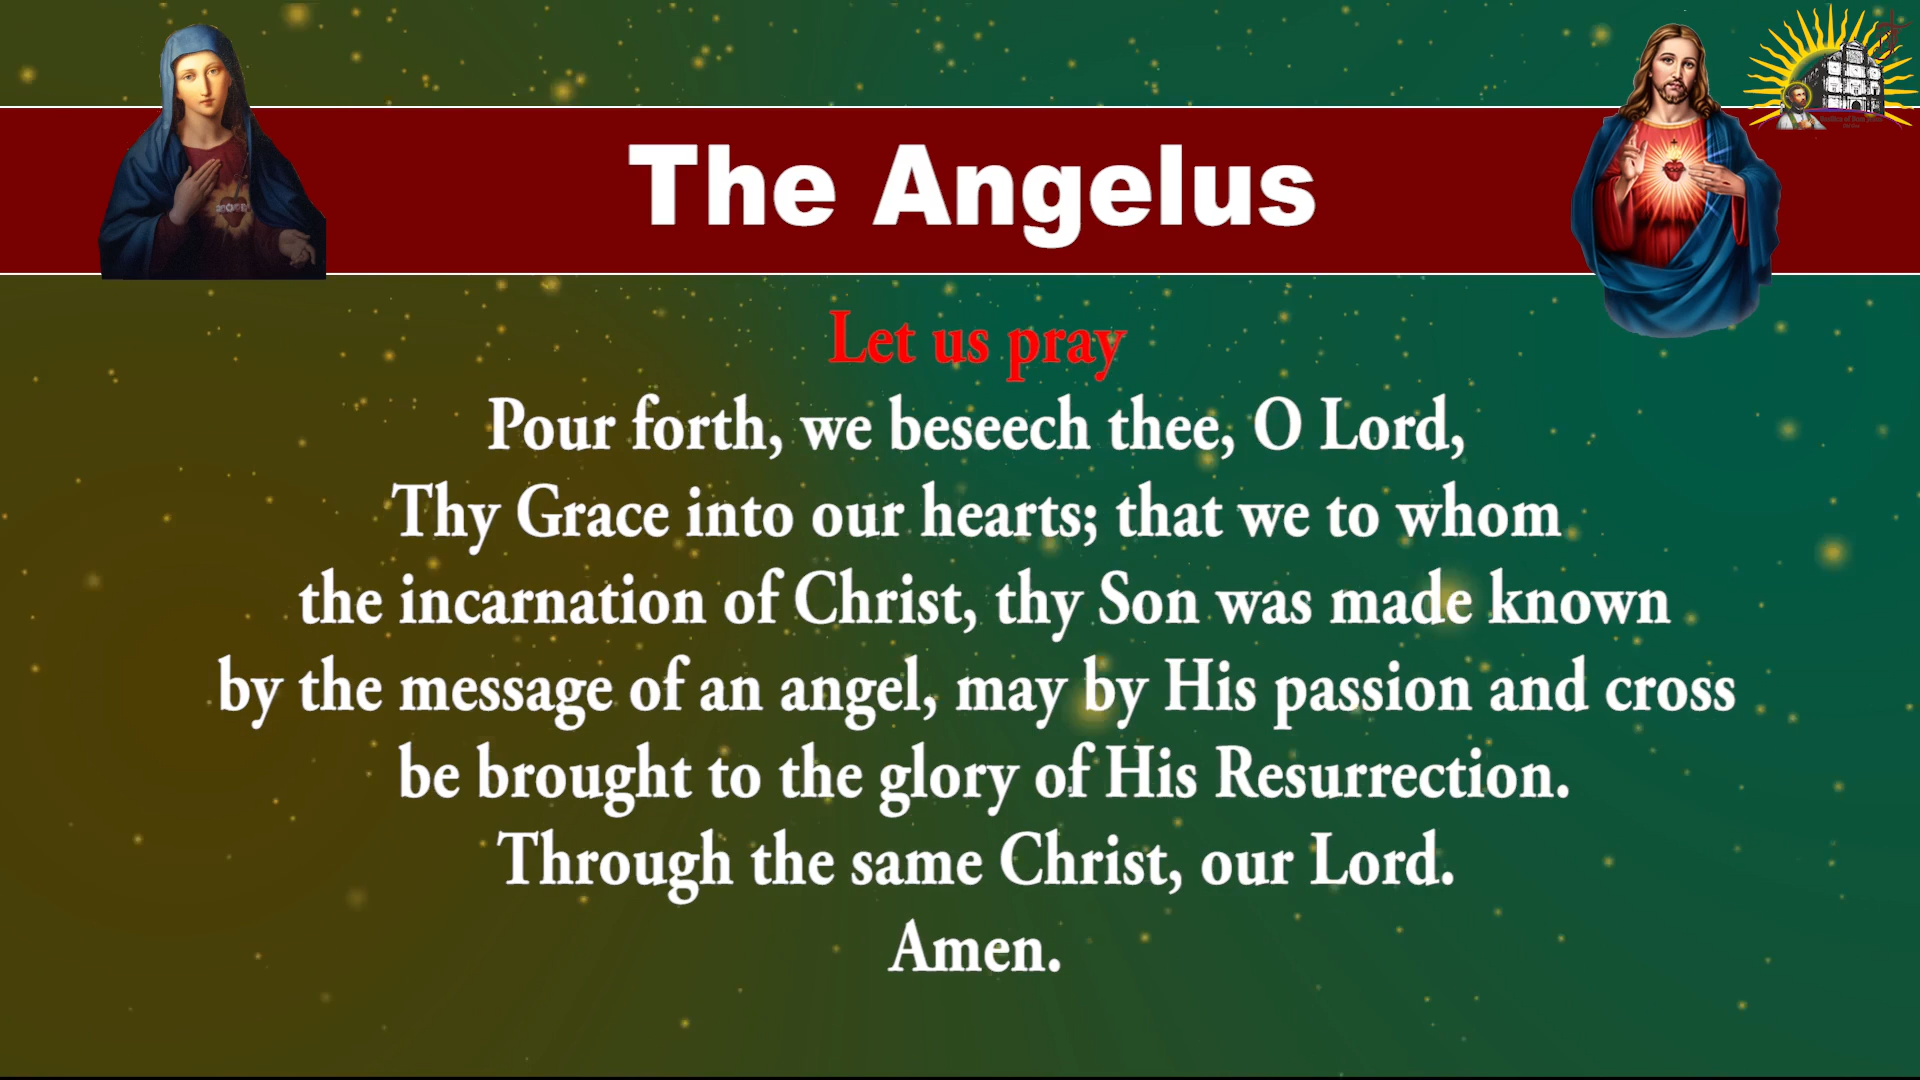 The Angelus
Let us pray
Pour forth, we beseech thee, O Lord,
Thy Grace into our hearts; that we to whom
the incarnation of Christ, thy Son was made known
by the message of an angel, may by His passion and cross
be brought to the glory of His Resurrection.
Through the same Christ, our Lord.
Amen.